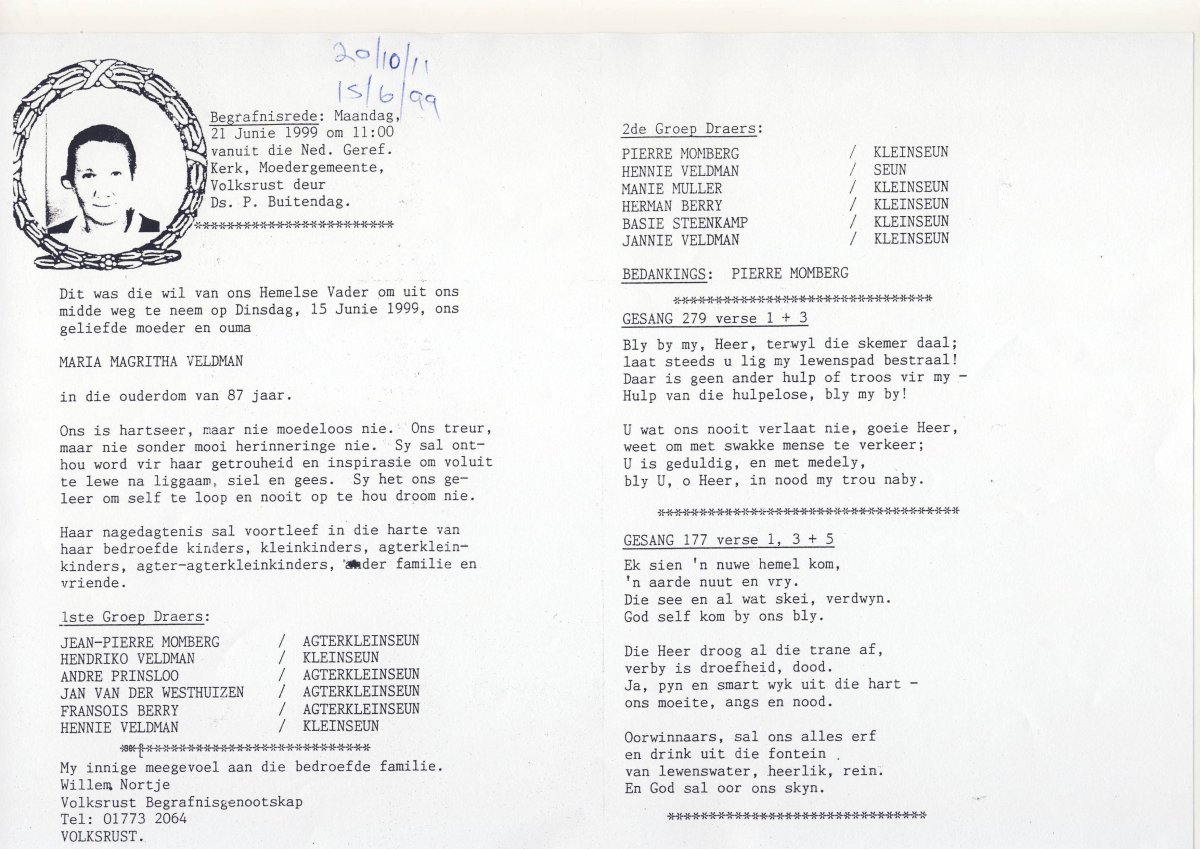 20/10/11
15/6/99
Begrafnisrede: Maandag,
21 Junie 1999 om 11:00
vanuit die Ned. Geref.
Kerk, Moedergemeente,
Volksrust deur
Ds. P. Buitendag.
************************
Dit was die wil van ons Hemelse Vader om uit ons
midde weg te neem op Dinsdag, 15 Junie 1999, ons
geliefde moeder en ouma
MARIA MAGRITHA VELDMAN
in die ouderdom van 87 jaar.
Ons is hartseer, maar nie moedeloos nie. Ons treur,
maar nie sonder mooi herinneringe nie. Sy sal ont-
hou word vir haar getrouheid en inspirasie om voluit
te lewe na liggaam, siel en gees. Sy het ons ge-
leer om self te loop en nooit op te hou droom nie.
Haar nagedagtenis sal voortleef in die harte van
haar bedroefde kinders, kleinkinders, agterklein-
kinders, agter-agterkleinkinders, ander familie en
vriende.
1ste Groep Draers:
JEAN-PIERRE MOMBERG / AGTERKLEINSEUN
HENDRIKO VELDMAN / KLEINSEUN
ANDRE PRINSLOO / AGTERKLEINSEUN
JAN VAN DER WESTHUIZEN / AGTERKLEINSEUN
FRANSOIS BERRY / AGTERKLEINSEUN
HENNIE VELDMAN / KLEINSEUN
******************************
My innige meegevoel aan die bedroefde familie.
Willem Nortje
Volksrust Begrafnisgenootskap
Tel: 01773 2064
VOLKSRUST.
2de Groep Draers:
PIERRE MOMBERG / KLEINSEUN
HENNIE VELDMAN / SEUN
MANIE MULLER / KLEINSEUN
HERMAN BERRY / KLEINSEUN
BASIE STEENKAMP / KLEINSEUN
JANNIE VELDMAN / KLEINSEUN
BEDANKINGS: PIERRE MOMBERG
*******************************
GESANG 279 verse 1 + 3
Bly by my, Heer, terwyl die skemer daal;
laat steeds u lig my lewenspad bestraal!
Daar is geen ander hulp of troos vir my -
Hulp van die hulpelose, bly my by!
U wat ons nooit verlaat nie, goeie Heer,
weet om met swakke mense te verkeer;
U is geduldig, en met medely,
bly U, o Heer, in nood my trou naby.
************************************
GESANG 177 verse 1, 3 + 5
Ek sien 'n nuwe hemel kom,
'n aarde nuut en vry.
Die see en al wat skei, verdwyn.
God self kom by ons bly.
Die Heer droog al die trane af,
verby is droefheid, dood.
Ja, pyn en smart wyk uit die hart -
ons moeite, angs en nood.
Oorwinnaars, sal ons alles erf
en drink uit die fontein
van lewenswater, heerlik, rein.
En God sal oor ons skyn.
*******************************